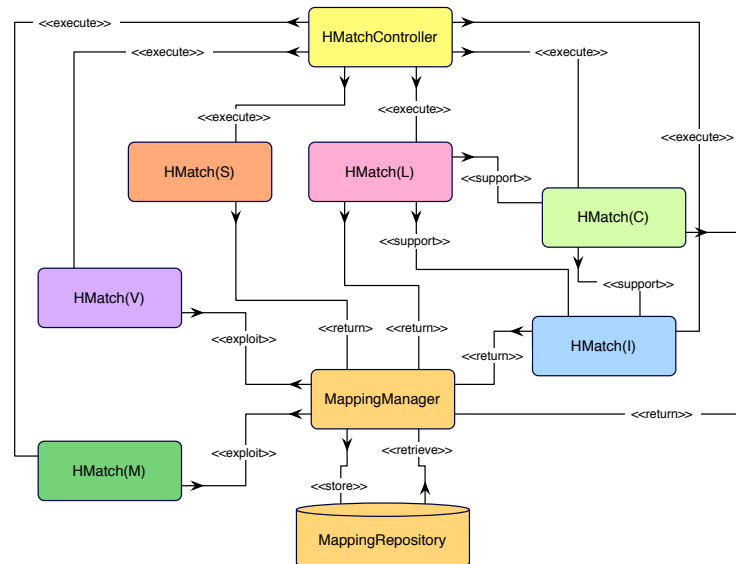 <<execute>>
HMatchController
<<execute>>
<<execute>>
<<execute>>
<<execute>>
<<execute>>
HMatch(S)
HMatch(L)
<<support>>
HMatch(C)
<<support>>
<<support>>
HMatch(V)
<<exploit>>
<<return>
<<return>>
<<return>>
HMatch(I)
MappingManager
<<return>>
HMatch(M)
<<exploit>>
<<retrieve>>
<<store>>
MappingRepository